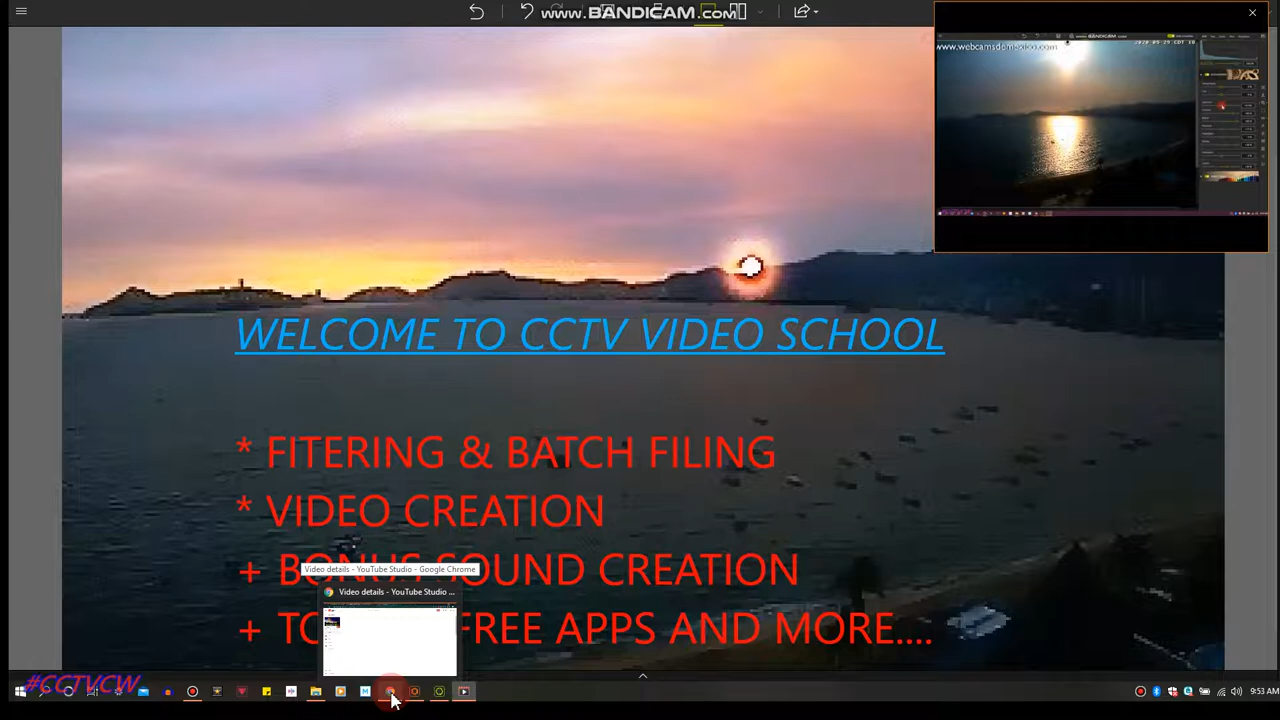 www.BANDICAM.com
www.webcamsdemexico.com
WELCOME TO CCTV VIDEO SCHOOL
* FITERING & BATCH FILING
* VIDEO CREATION
+ BONUS SOUND CREATION
Video details - YouTube Studio - Google Chrome
Video details - YouTube Studio ...
+ TO FREE APPS AND MORE....
#CCTVCW
9:53 AM